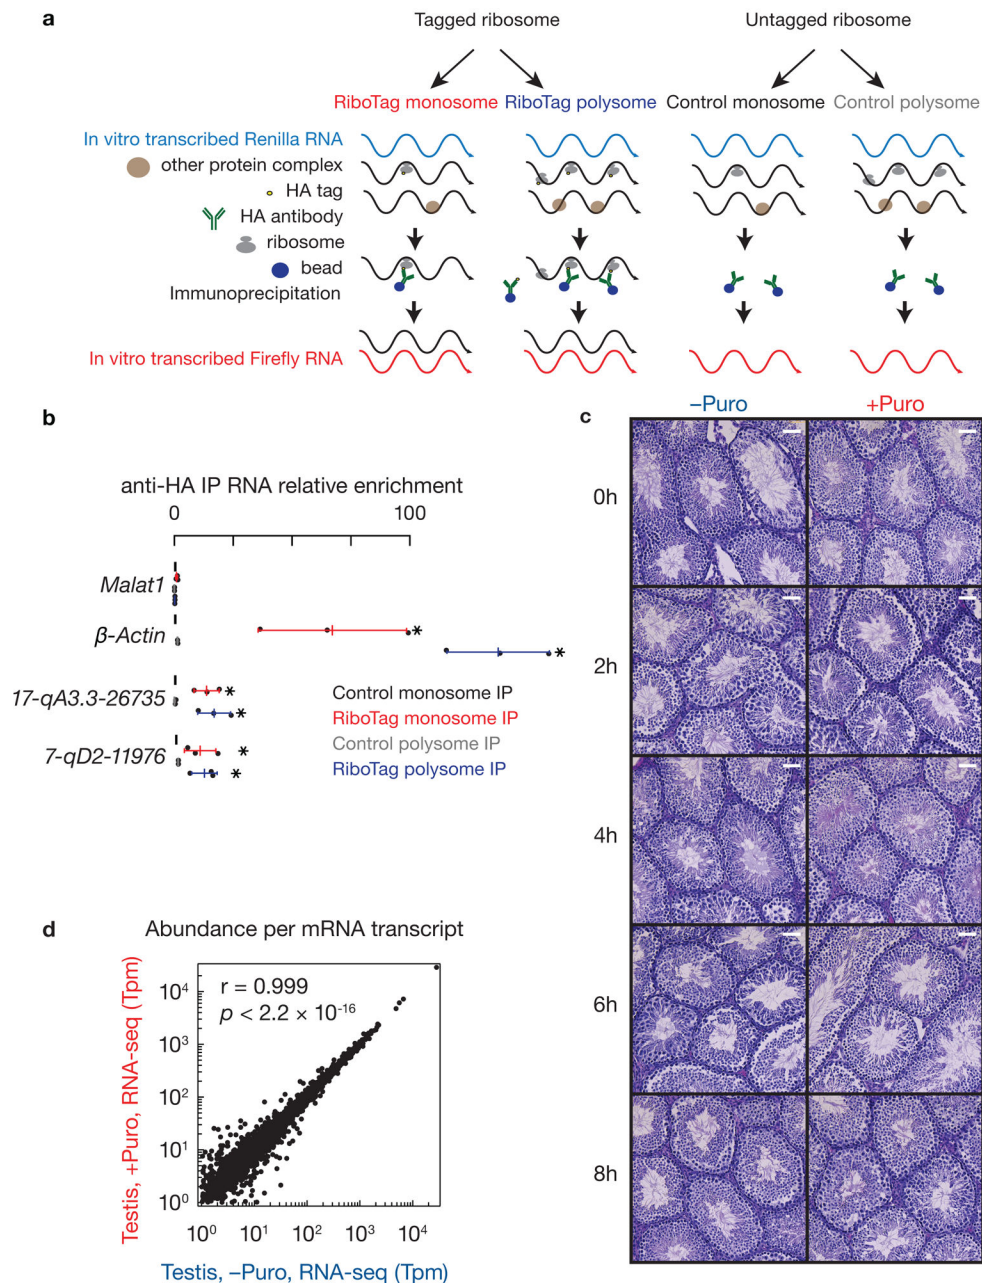 a
Tagged ribosome
Untagged ribosome
RiboTag monosome
RiboTag polysome
Control monosome
Control polysome
In vitro transcribed Renilla RNA
other protein complex
HA tag
HA antibody
ribosome
bead
Immunoprecipitation
In vitro transcribed Firefly RNA
b
anti-HA IP RNA relative enrichment
0
100
Malat1
β-Actin
*
*
17-qA3.3-26735
*
*
7-qD2-11976
*
*
Control monosome IP
RiboTag monosome IP
Control polysome IP
RiboTag polysome IP
c
–Puro
+Puro
0h
2h
4h
6h
8h
d
Abundance per mRNA transcript
r = 0.999
p < 2.2 × 10⁻¹⁶
Testis, +Puro, RNA-seq (Tpm)
10⁴
10³
10²
10¹
10⁰
10⁰
10¹
10²
10³
10⁴
Testis, –Puro, RNA-seq (Tpm)